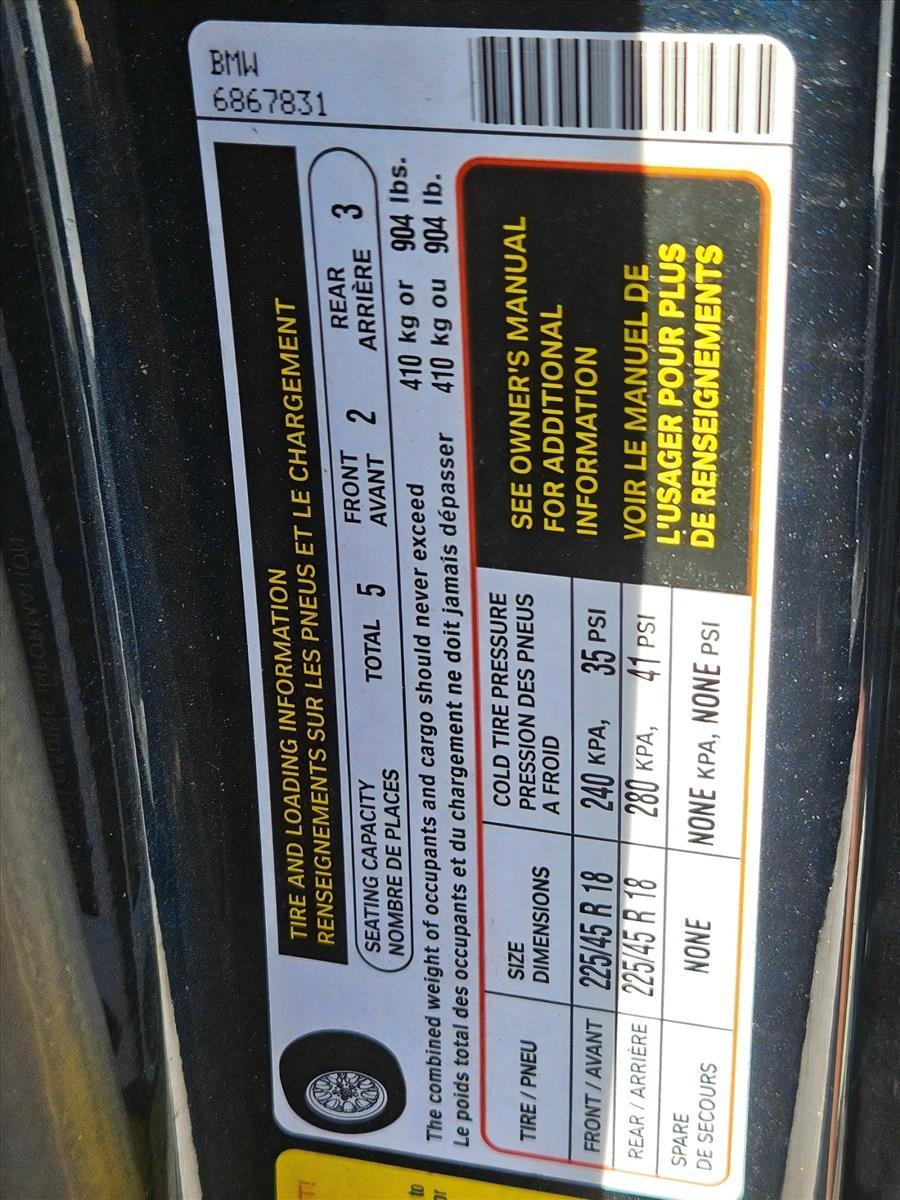 BMW
6867831
TIRE AND LOADING INFORMATION
RENSEIGNEMENTS SUR LES PNEUS ET LE CHARGEMENT
SEATING CAPACITY
NOMBRE DE PLACES
TOTAL 5
FRONT
AVANT 2
REAR
ARRIÈRE 3
The combined weight of occupants and cargo should never exceed 410 kg or 904 lbs.
Le poids total des occupants et du chargement ne doit jamais dépasser 410 kg ou 904 lb.
TIRE / PNEU
SIZE
DIMENSIONS
COLD TIRE PRESSURE
PRESSION DES PNEUS
A FROID
FRONT / AVANT 225/45 R 18 240 KPA, 35 PSI
REAR / ARRIÈRE 225/45 R 18 280 KPA, 41 PSI
SPARE
DE SECOURS
NONE NONE KPA, NONE PSI
SEE OWNER'S MANUAL
FOR ADDITIONAL
INFORMATION
VOIR LE MANUEL DE
L'USAGER POUR PLUS
DE RENSEIGNEMENTS
to
or